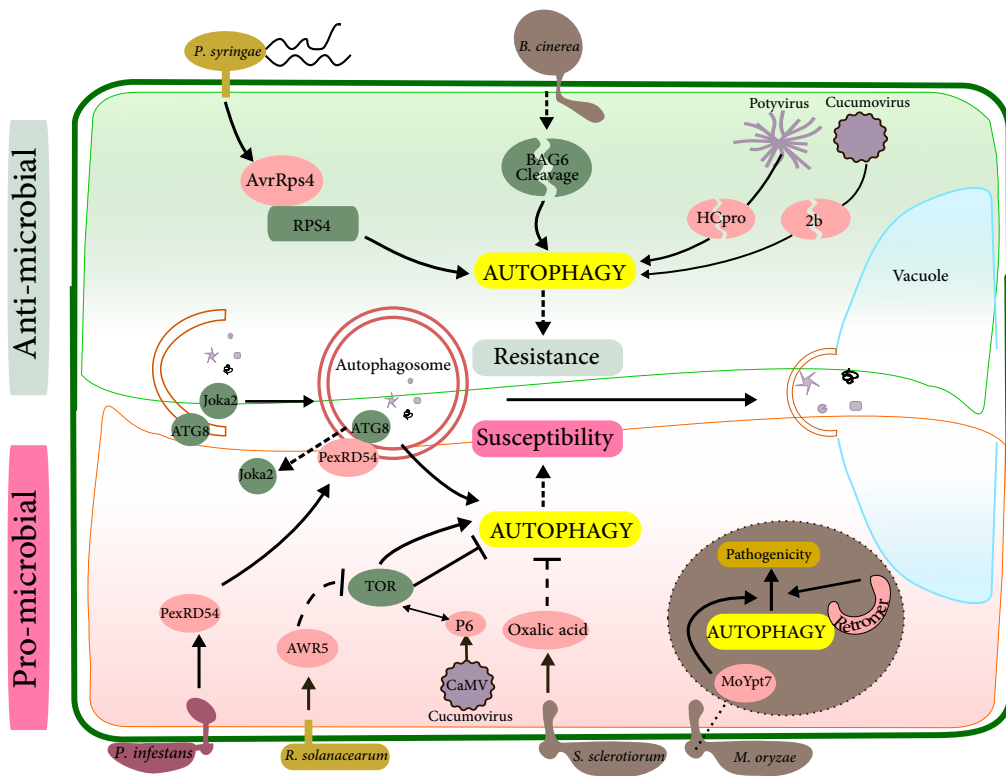 P. syringae
B. cinerea
Potyvirus
Cucumovirus
Anti-microbial
AvrRps4
RPS4
BAG6
Cleavage
HCpro
2b
AUTOPHAGY
Vacuole
Resistance
Autophagosome
Joka2
ATG8
ATG8
PexRD54
Joka2
Susceptibility
Pro-microbial
AUTOPHAGY
TOR
PexRD54
AWR5
P6
Oxalic acid
CaMV
Cucumovirus
Pathogenicity
AUTOPHAGY
Retromer
MoYpt7
P. infestans
R. solanacearum
S. sclerotiorum
M. oryzae